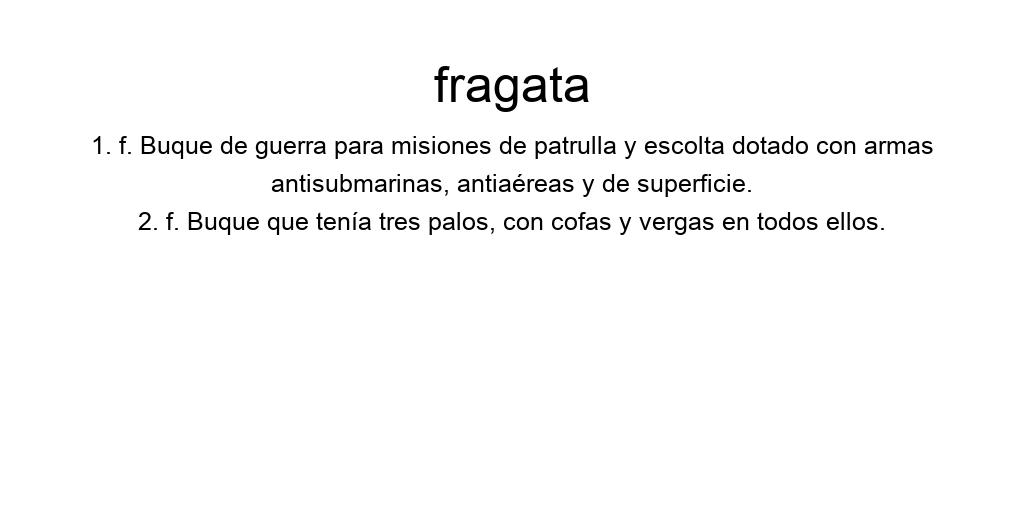 fragata
1. f. Buque de guerra para misiones de patrulla y escolta dotado con armas
antisubmarinas, antiaéreas y de superficie.
2. f. Buque que tenía tres palos, con cofas y vergas en todos ellos.